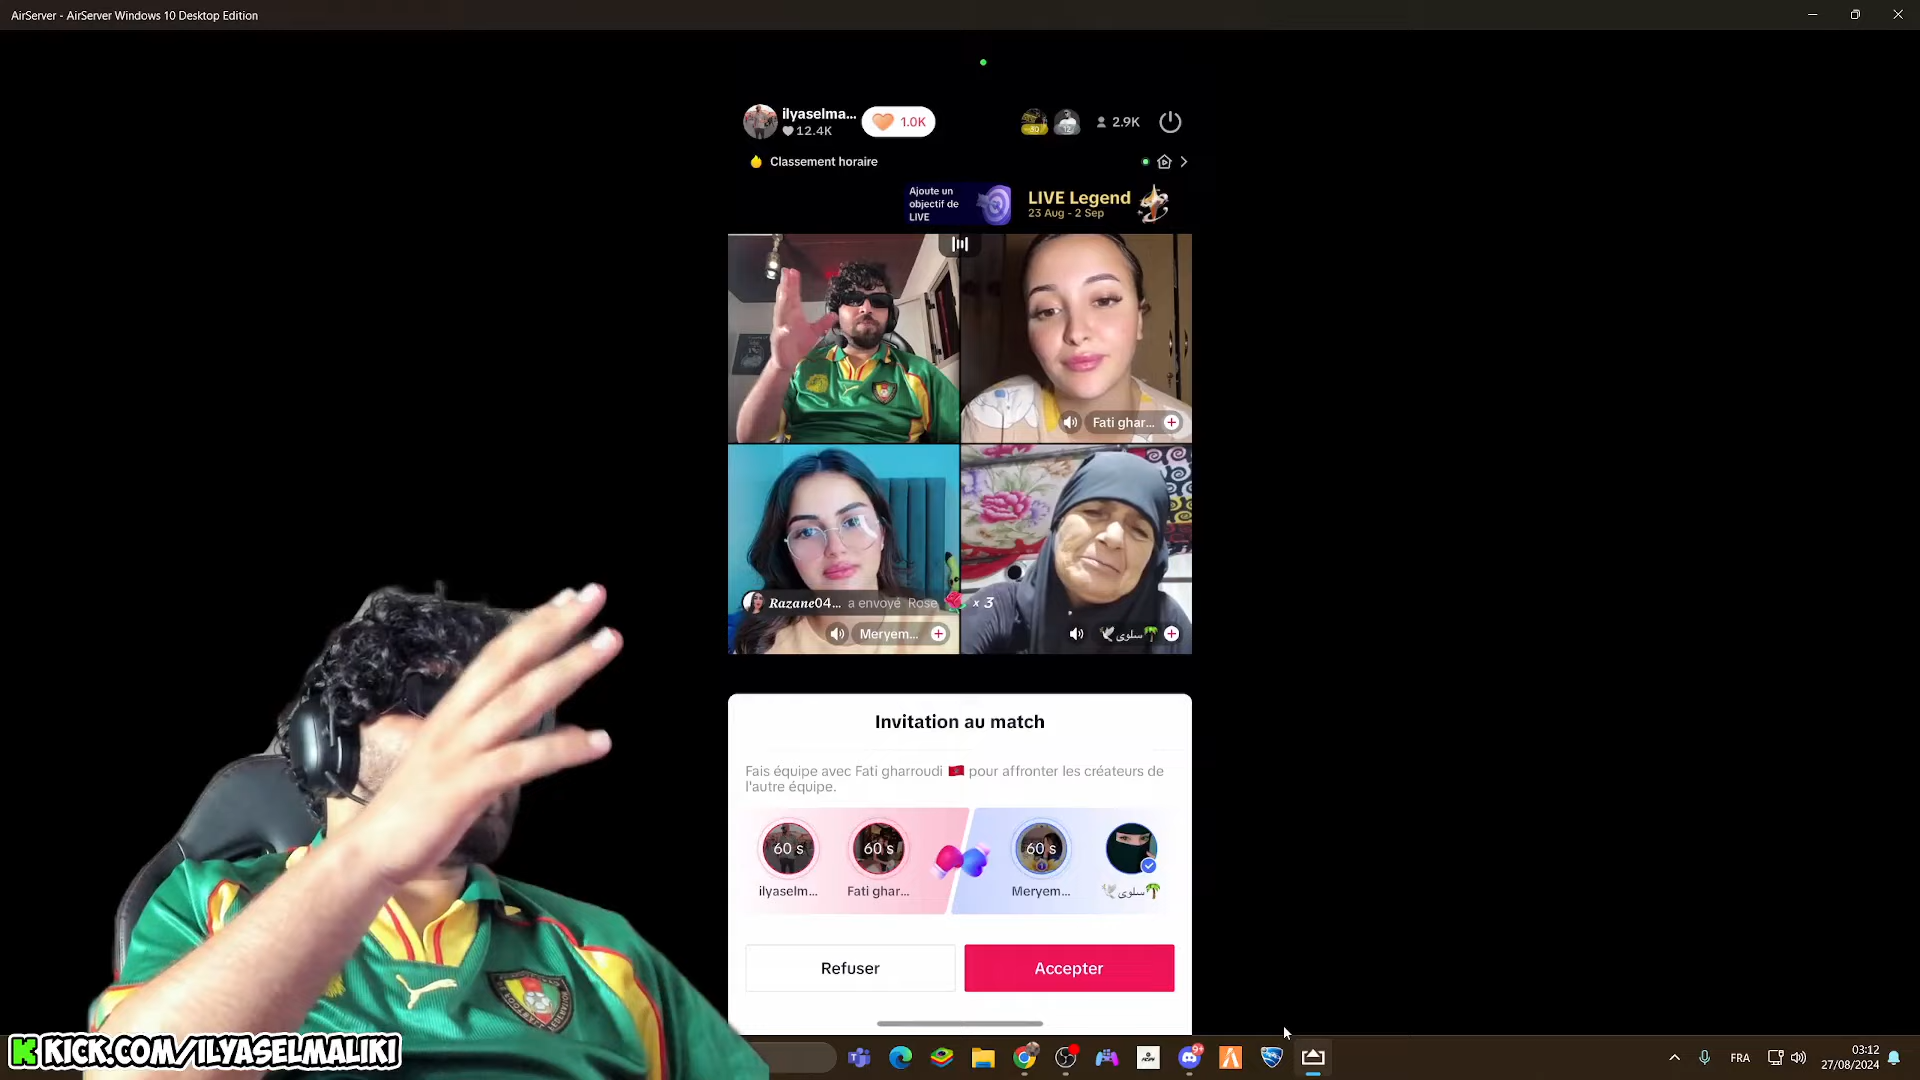 AirServer - AirServer Windows 10 Desktop Edition
ilyaselma...
12.4K
1.0K
2.9K
Classement horaire
Ajoute un
objectif de
LIVE
LIVE Legend
23 Aug - 2 Sep
Fati ghar...
Razane04... a envoyé Rose x 3
Meryem...
سلوى
Invitation au match
Fais équipe avec Fati gharroudi 🇲🇦 pour affronter les créateurs de
l'autre équipe.
60 s
60 s
60 s
ilyaselm...
Fati ghar...
Meryem...
سلوى
Refuser
Accepter
K KICK.COM/ILYASELMALIKI
FRA
03:12
27/08/2024